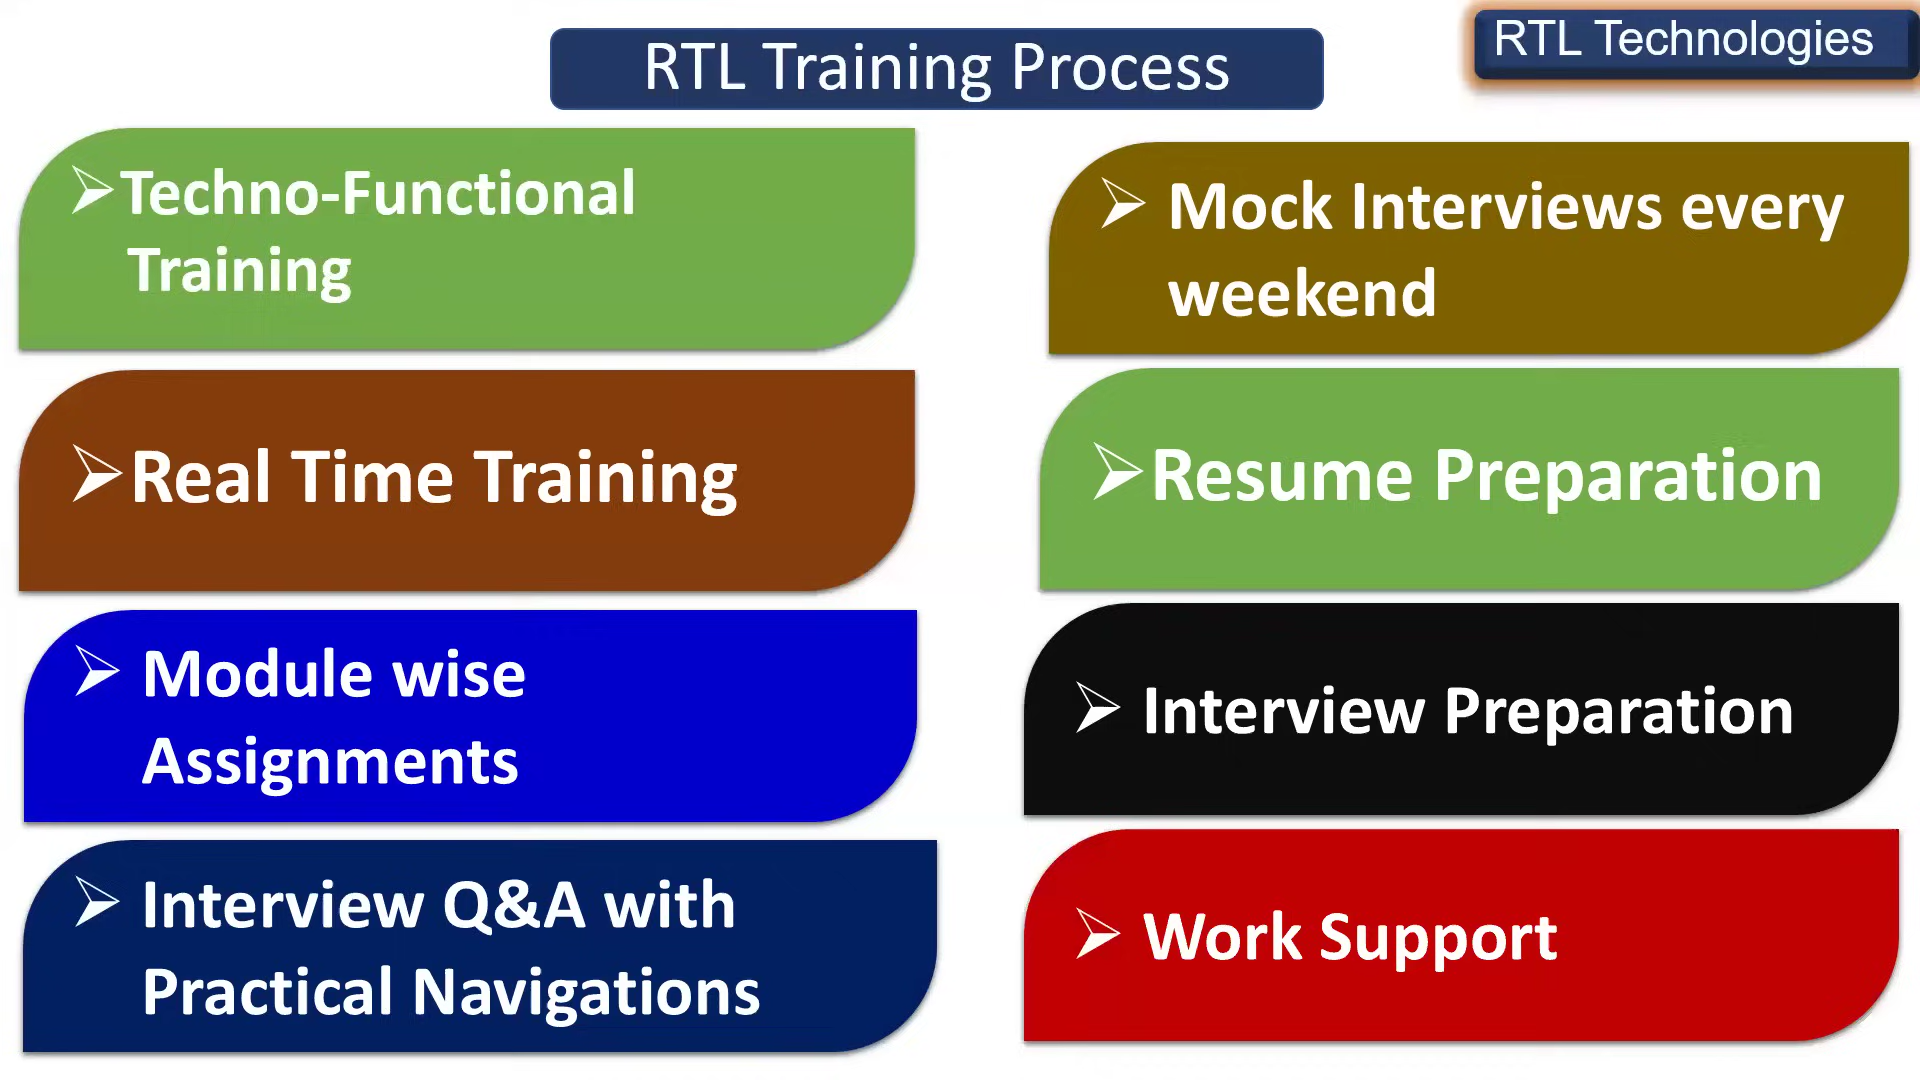 RTL Training Process
RTL Technologies
➢Techno-Functional
Training
➢Real Time Training
➢ Module wise
Assignments
➢ Interview Q&A with
Practical Navigations
➢ Mock Interviews every
weekend
➢Resume Preparation
➢ Interview Preparation
➢ Work Support